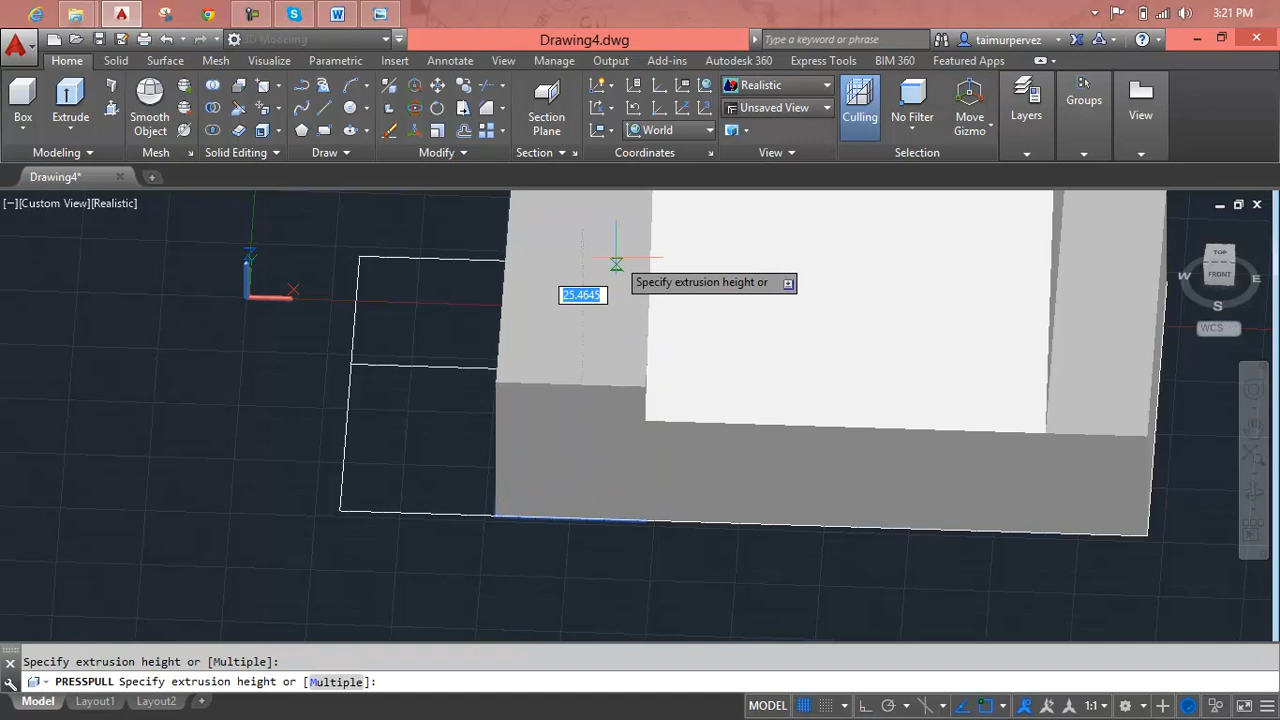 3:21 PM
3D Modeling
Drawing4.dwg
Type a keyword or phrase
taimurpervez
Home Solid Surface Mesh Visualize Parametric Insert Annotate View Manage Output Add-ins Autodesk 360 Express Tools BIM 360 Featured Apps
Box Extrude Smooth Object Section Plane Realistic Unsaved View World Culling No Filter Move Gizmo Layers Groups View
Modeling Mesh Solid Editing Draw Modify Section Coordinates View Selection
Drawing4*
[−][Custom View][Realistic]
TOP
FRONT
W E
S
WCS
Z
X
Specify extrusion height or
25.4645
Specify extrusion height or [Multiple]:
PRESSPULL Specify extrusion height or [Multiple]:
Model Layout1 Layout2 +
MODEL 1:1